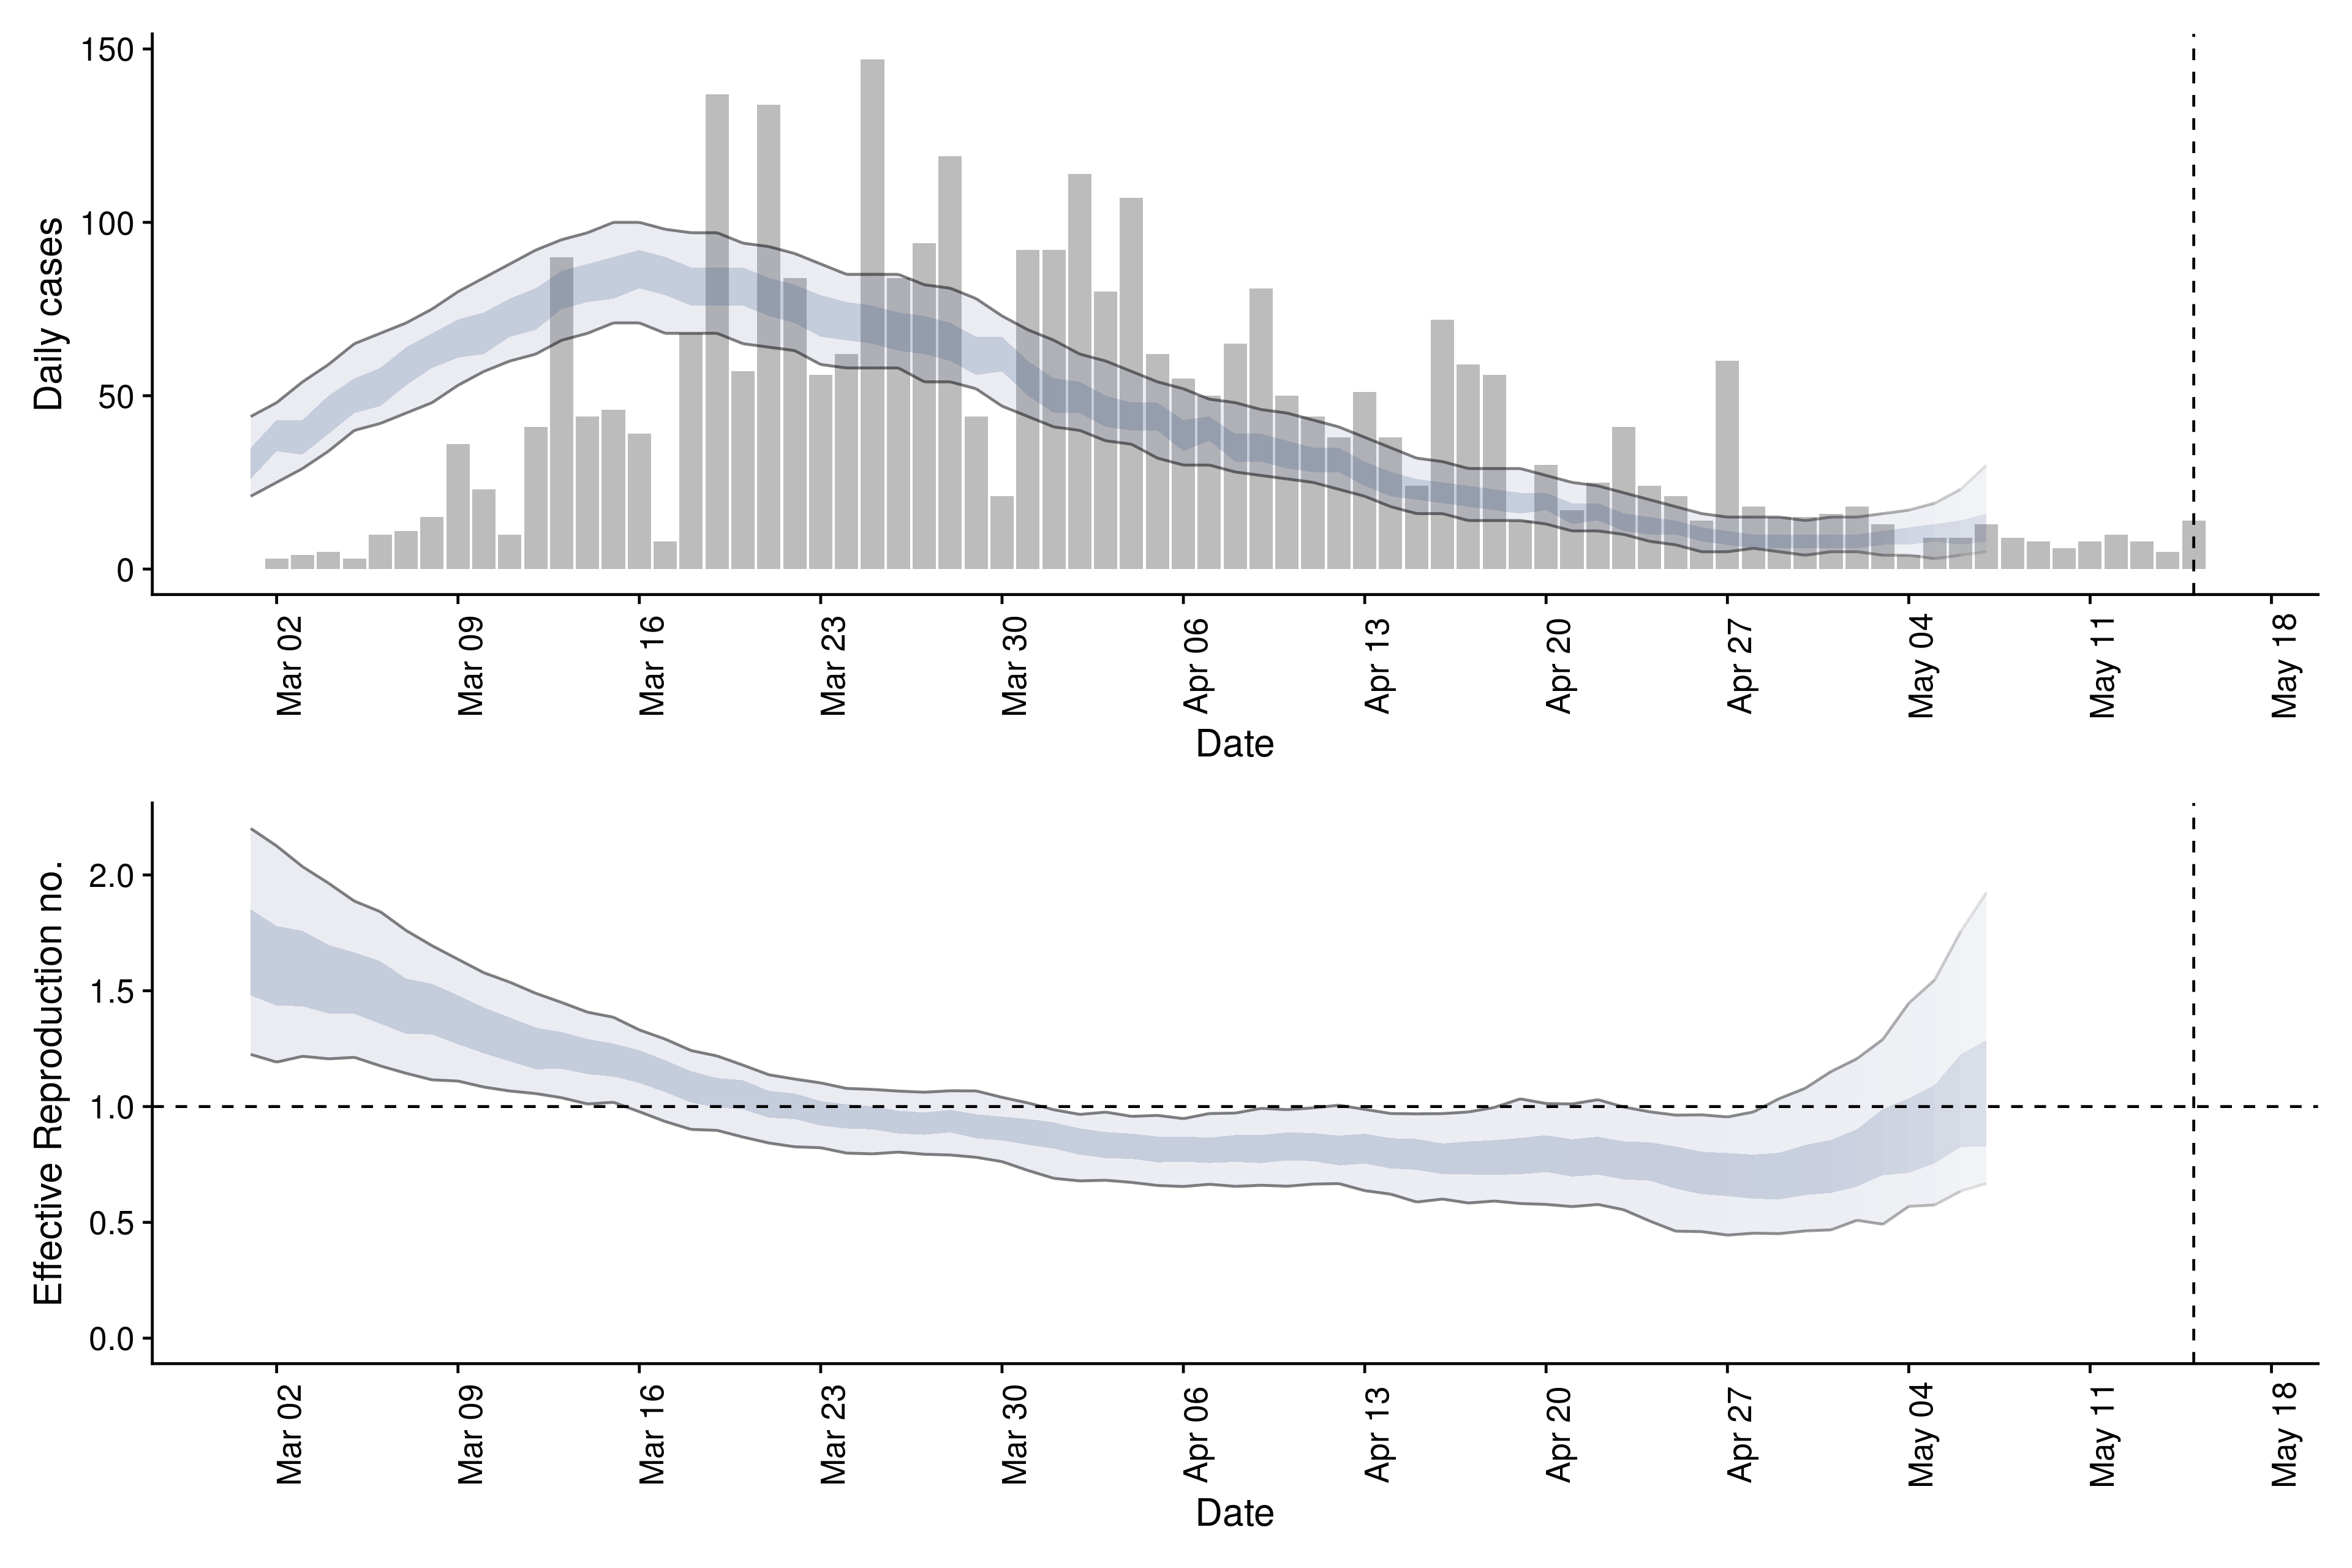 Daily cases
150
100
50
0
Mar 02
Mar 09
Mar 16
Mar 23
Mar 30
Apr 06
Apr 13
Apr 20
Apr 27
May 04
May 11
May 18
Date
Effective Reproduction no.
2.0
1.5
1.0
0.5
0.0
Mar 02
Mar 09
Mar 16
Mar 23
Mar 30
Apr 06
Apr 13
Apr 20
Apr 27
May 04
May 11
May 18
Date